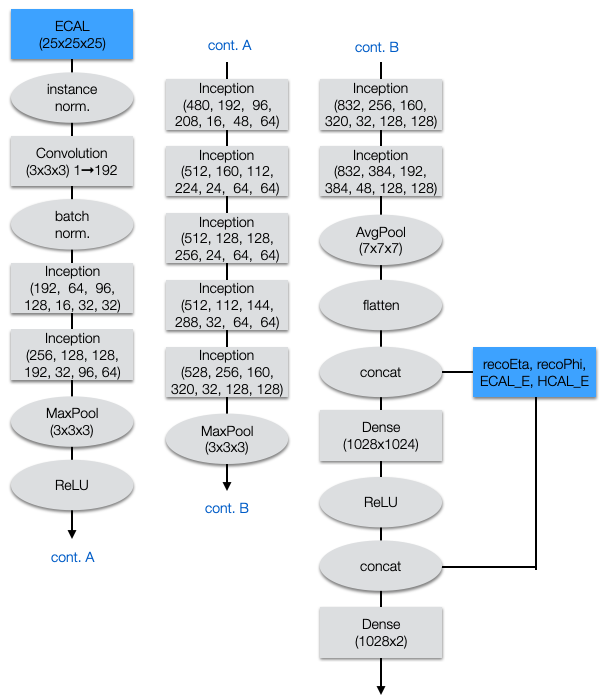 ECAL
(25x25x25)
instance
norm.
Convolution
(3x3x3) 1→192
batch
norm.
Inception
(192, 64, 96,
128, 16, 32, 32)
Inception
(256, 128, 128,
192, 32, 96, 64)
MaxPool
(3x3x3)
ReLU
cont. A
cont. A
Inception
(480, 192, 96,
208, 16, 48, 64)
Inception
(512, 160, 112,
224, 24, 64, 64)
Inception
(512, 128, 128,
256, 24, 64, 64)
Inception
(512, 112, 144,
288, 32, 64, 64)
Inception
(528, 256, 160,
320, 32, 128, 128)
MaxPool
(3x3x3)
cont. B
cont. B
Inception
(832, 256, 160,
320, 32, 128, 128)
Inception
(832, 384, 192,
384, 48, 128, 128)
AvgPool
(7x7x7)
flatten
concat
recoEta, recoPhi,
ECAL_E, HCAL_E
Dense
(1028x1024)
ReLU
concat
Dense
(1028x2)